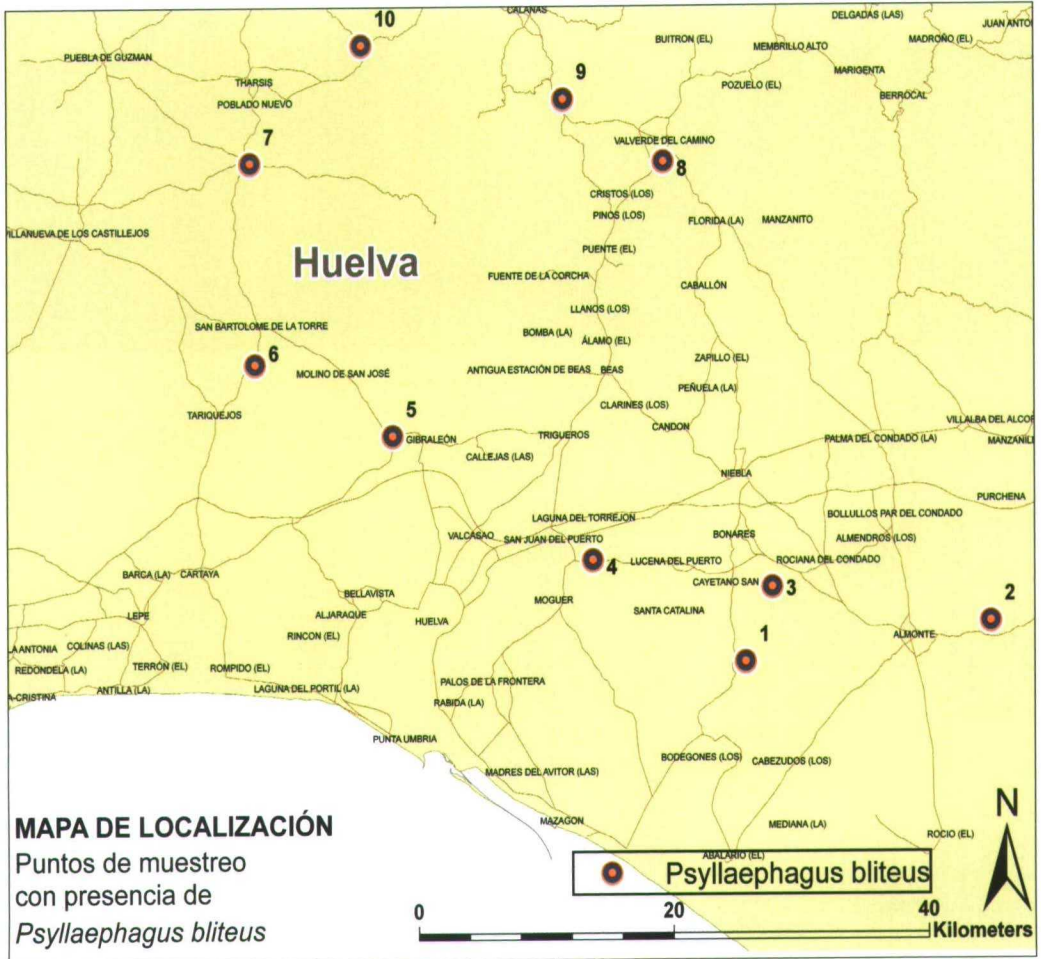 10
CALAÑAS
DELGADAS (LAS)
JUAN ANTO
PUEBLA DE GUZMAN
BUITRON (EL)
MEMBRILLO ALTO
MADROÑO (EL)
9
MARIGENTA
THARSIS
POZUELO (EL)
BERROCAL
POBLADO NUEVO
7
VALVERDE DEL CAMINO
8
CRISTOS (LOS)
PINOS (LOS)
FLORIDA (LA)
MANZANITO
ILLANUEVA DE LOS CASTILLEJOS
PUENTE (EL)
Huelva
FUENTE DE LA CORCHA
CABALLÓN
LLANOS (LOS)
SAN BARTOLOME DE LA TORRE
BOMBA (LA)
ÁLAMO (EL)
6
ZAPILLO (EL)
MOLINO DE SAN JOSÉ
ANTIGUA ESTACIÓN DE BEAS
BEAS
PEÑUELA (LA)
TARIQUEJOS
5
CLARINES (LOS)
VILLALBA DEL ALCOR
CANDON
GIBRALEÓN
TRIGUEROS
PALMA DEL CONDADO (LA)
MANZANIL
CALLEJAS (LAS)
NIEBLA
PURCHENA
LAGUNA DEL TORREJON
BOLLULLOS PAR DEL CONDADO
VALCASAO
SAN JUAN DEL PUERTO
BONARES
ALMENDROS (LOS)
4
LUCENA DEL PUERTO
ROCIANA DEL CONDADO
BARCA (LA)
CARTAYA
CAYETANO SAN
3
BELLAVISTA
MOGUER
SANTA CATALINA
2
LEPE
ALJARAQUE
HUELVA
RINCON (EL)
1
ALMONTE
LA ANTONIA
COLINAS (LAS)
REDONDELA (LA)
TERRÓN (EL)
ROMPIDO (EL)
PALOS DE LA FRONTERA
A-CRISTINA
ANTILLA (LA)
LAGUNA DEL PORTIL (LA)
RABIDA (LA)
PUNTA UMBRIA
BODEGONES (LOS)
CABEZUDOS (LOS)
MADRES DEL AVITOR (LAS)
MAZAGON
MEDIANA (LA)
ROCIO (EL)
N
ABALARIO (EL)
MAPA DE LOCALIZACIÓN
Puntos de muestreo
con presencia de
Psyllaephagus bliteus
Psyllaephagus bliteus
0
20
40
Kilometers